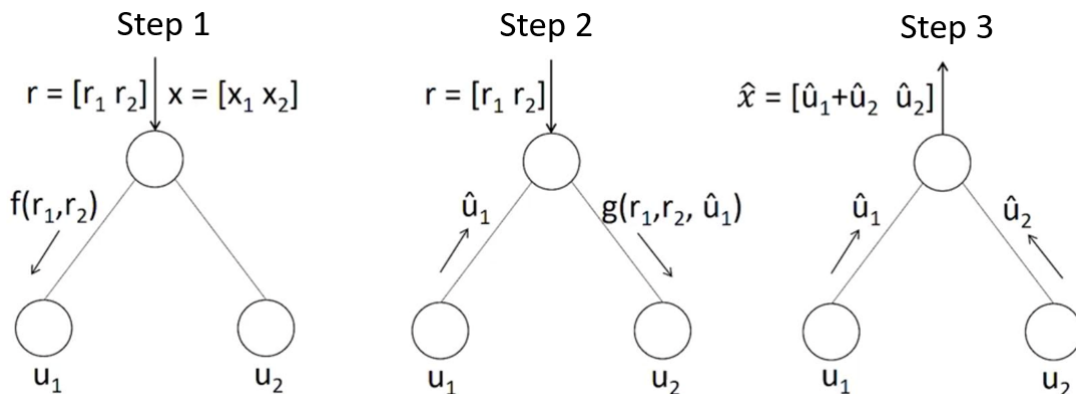 Step 1
r = [r₁ r₂] x = [x₁ x₂]
f(r₁,r₂)
u₁ u₂
Step 2
r = [r₁ r₂]
û₁ g(r₁,r₂, û₁)
u₁ u₂
Step 3
x̂ = [û₁+û₂ û₂]
û₁ û₂
u₁ u₂